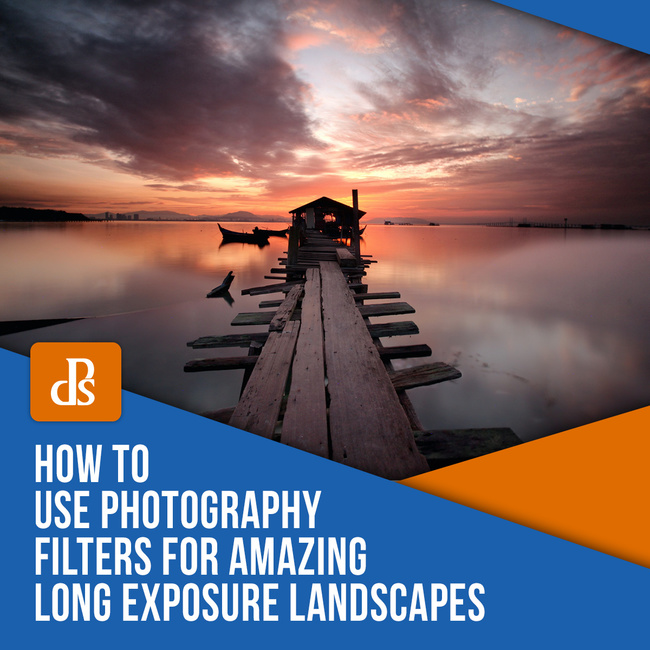 dPS
HOW TO
USE PHOTOGRAPHY
FILTERS FOR AMAZING
LONG EXPOSURE LANDSCAPES